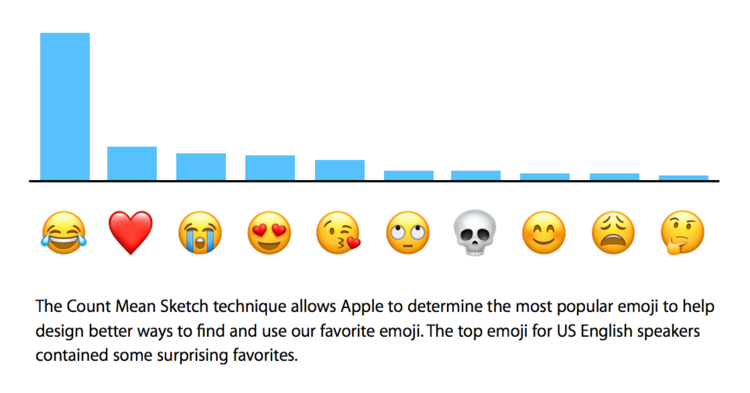 The Count Mean Sketch technique allows Apple to determine the most popular emoji to help
design better ways to find and use our favorite emoji. The top emoji for US English speakers
contained some surprising favorites.